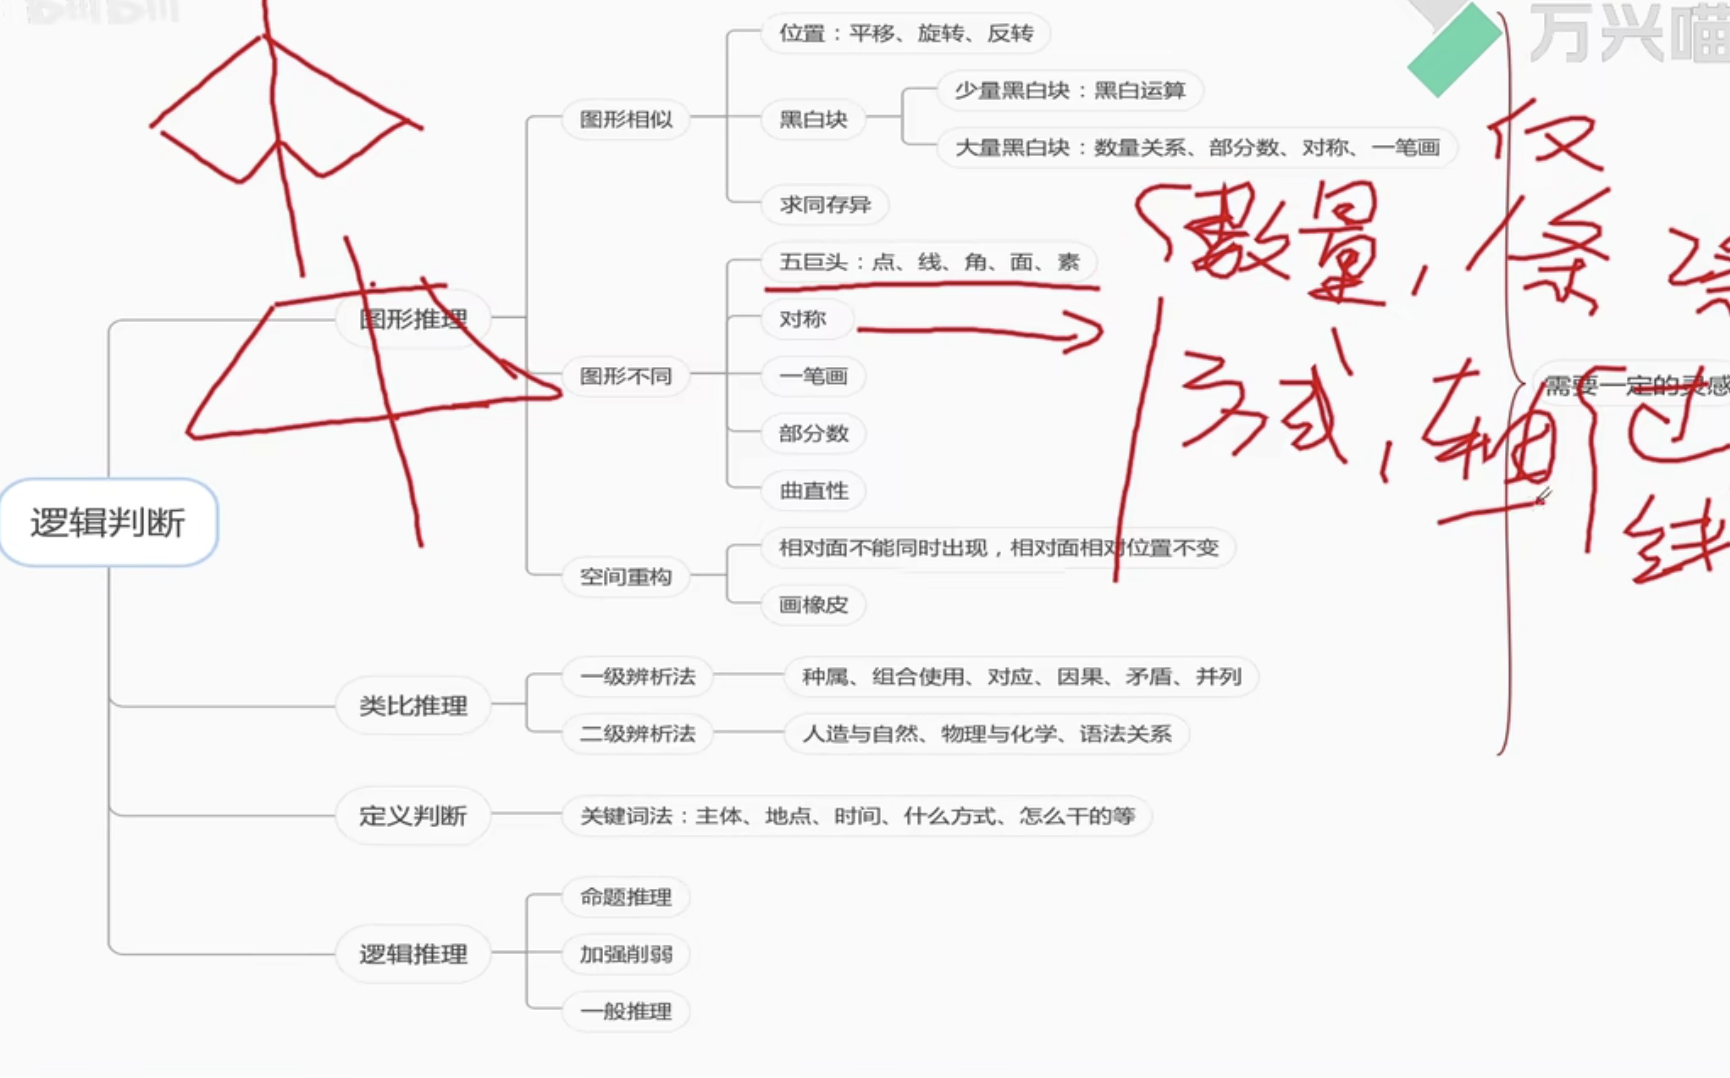 bilibili
万兴喵
逻辑判断
图形推理
图形相似
位置：平移、旋转、反转
黑白块
少量黑白块：黑白运算
大量黑白块：数量关系、部分数、对称、一笔画
求同存异
图形不同
五巨头：点、线、角、面、素
对称
一笔画
部分数
曲直性
空间重构
相对面不能同时出现，相对面相对位置不变
画橡皮
类比推理
一级辨析法
种属、组合使用、对应、因果、矛盾、并列
二级辨析法
人造与自然、物理与化学、语法关系
定义判断
关键词法：主体、地点、时间、什么方式、怎么干的等
逻辑推理
命题推理
加强削弱
一般推理
需要一定的灵感
数量，
方式，轴
仅
条
过
线